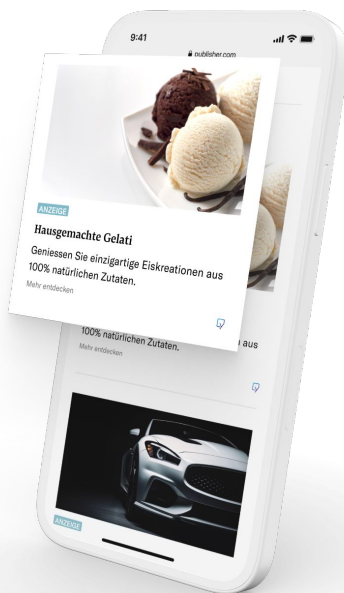 9:41
publisher.com
ANZEIGE
Hausgemachte Gelati
Geniessen Sie einzigartige Eiskreationen aus
100% natürlichen Zutaten.
Mehr entdecken
aus
100% natürlichen Zutaten.
Mehr entdecken
ANZEIGE